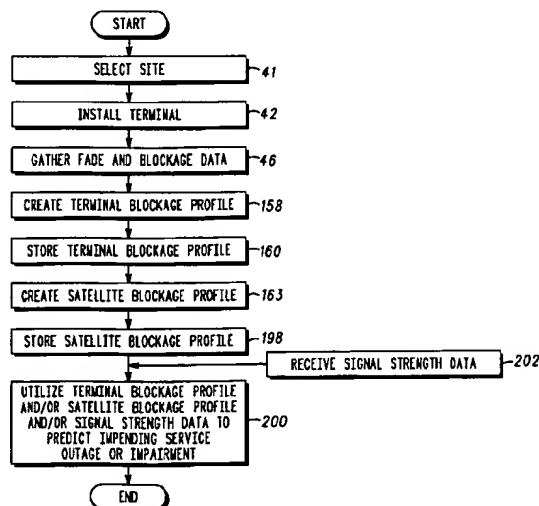 START
SELECT SITE
41
INSTALL TERMINAL
42
GATHER FADE AND BLOCKAGE DATA
46
CREATE TERMINAL BLOCKAGE PROFILE
158
STORE TERMINAL BLOCKAGE PROFILE
160
CREATE SATELLITE BLOCKAGE PROFILE
163
STORE SATELLITE BLOCKAGE PROFILE
198
RECEIVE SIGNAL STRENGTH DATA
202
UTILIZE TERMINAL BLOCKAGE PROFILE
AND/OR SATELLITE BLOCKAGE PROFILE
AND/OR SIGNAL STRENGTH DATA TO
PREDICT IMPENDING SERVICE
OUTAGE OR IMPAIRMENT
200
END